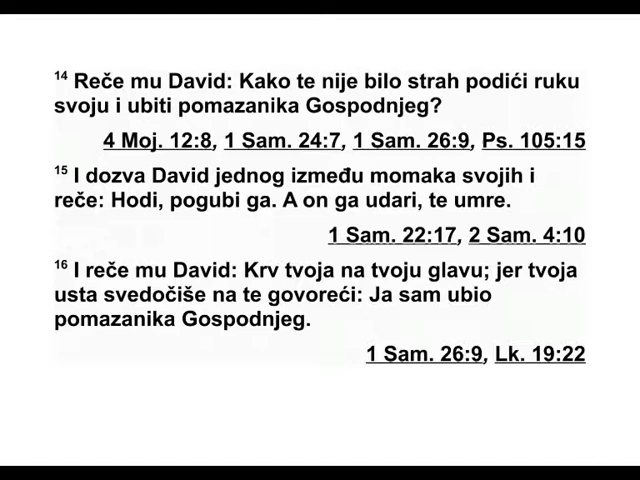 14 Reče mu David: Kako te nije bilo strah podići ruku
svoju i ubiti pomazanika Gospodnjeg?
4 Moj. 12:8, 1 Sam. 24:7, 1 Sam. 26:9, Ps. 105:15
15 I dozva David jednog između momaka svojih i
reče: Hodi, pogubi ga. A on ga udari, te umre.
1 Sam. 22:17, 2 Sam. 4:10
16 I reče mu David: Krv tvoja na tvoju glavu; jer tvoja
usta svedočiše na te govoreći: Ja sam ubio
pomazanika Gospodnjeg.
1 Sam. 26:9, Lk. 19:22